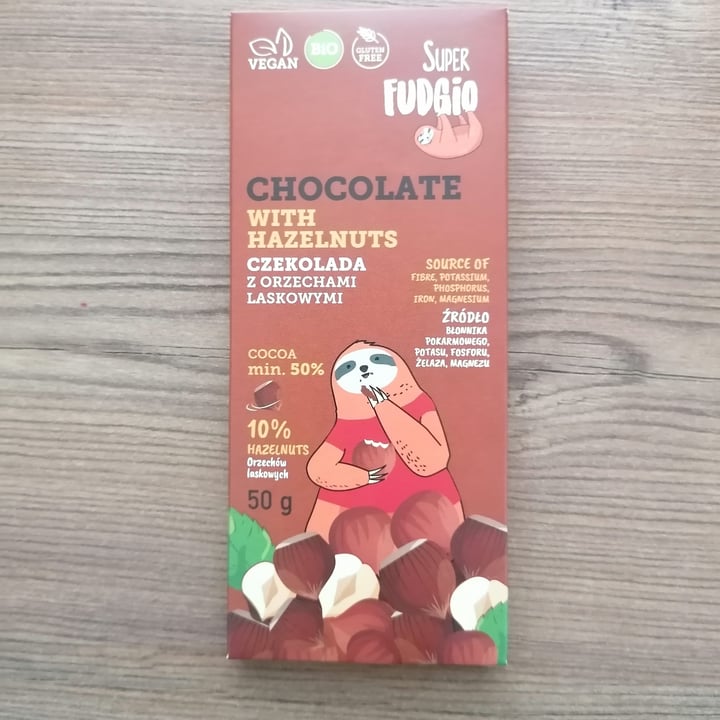 VEGAN
BiO
GLUTEN
FREE
SUPER
FUDGiO
CHOCOLATE
WITH
HAZELNUTS
CZEKOLADA
Z ORZECHAMI
LASKOWYMI
SOURCE OF
FIBRE, POTASSIUM,
PHOSPHORUS,
IRON, MAGNESIUM
ŹRÓDŁO
BŁONNIKA
POKARMOWEGO,
POTASU, FOSFORU,
ŻELAZA, MAGNEZU
COCOA
min. 50%
10%
HAZELNUTS
Orzechów
laskowych
50 g